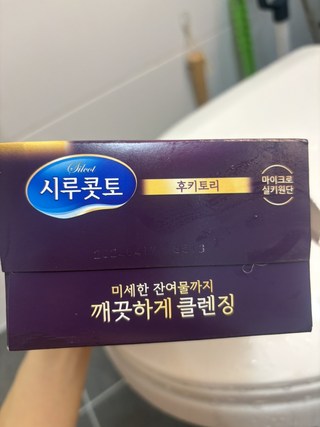 Silcot
시루콧토
후키토리
마이크로
실키원단
미세한 잔여물까지
깨끗하게 클렌징